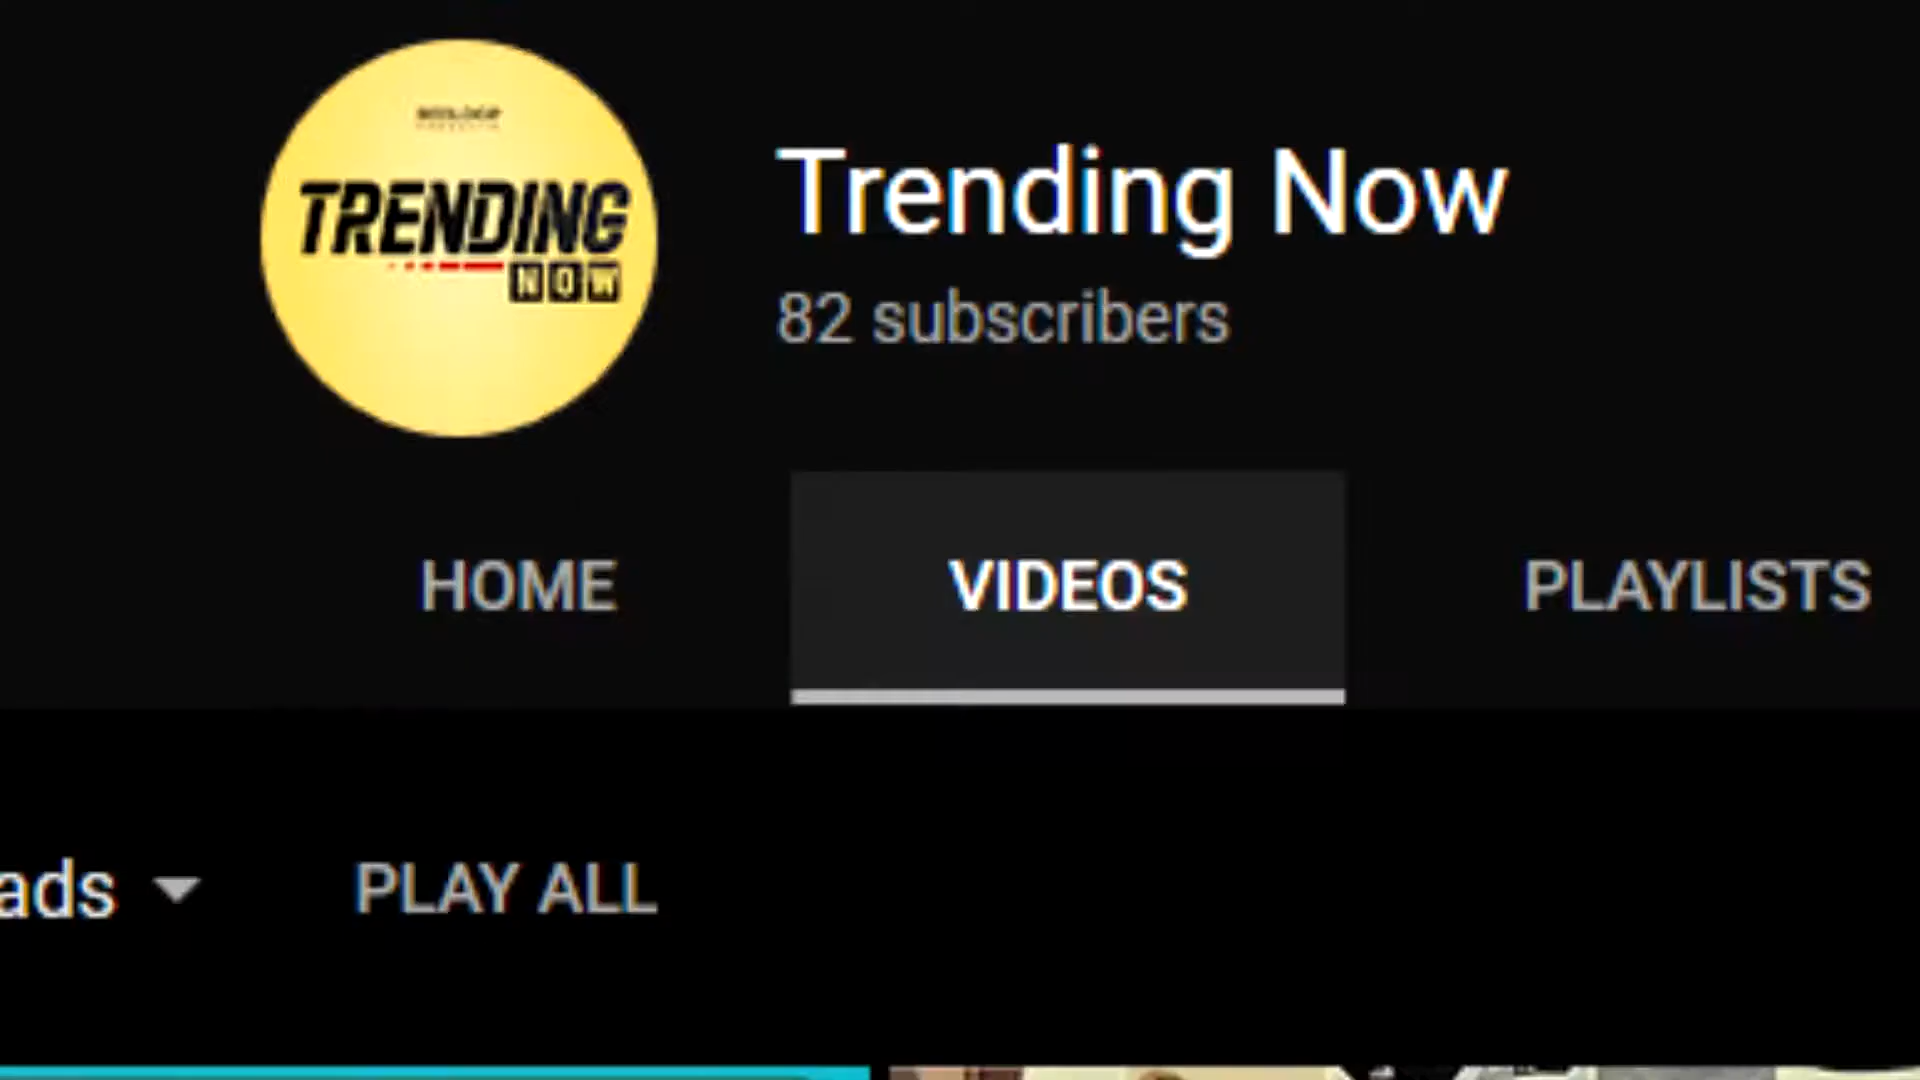 TRENDING
NOW
Trending Now
82 subscribers
HOME
VIDEOS
PLAYLISTS
ads
PLAY ALL